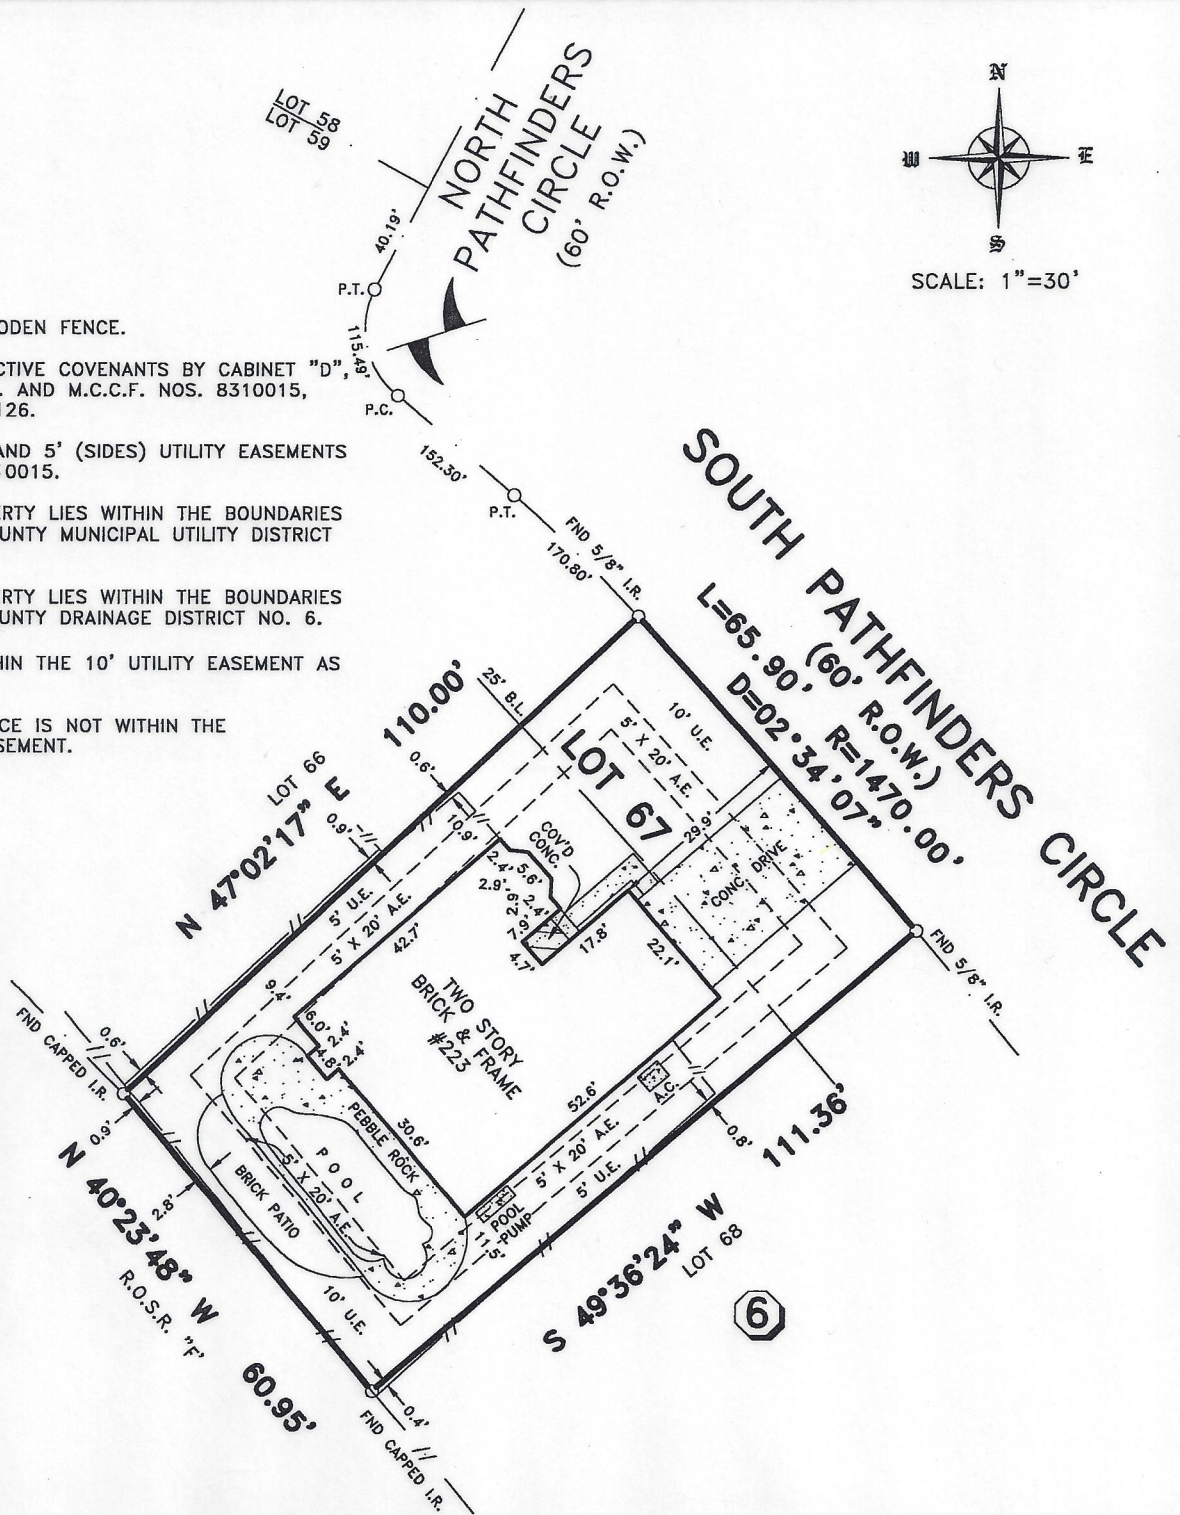 LOT 58
LOT 59
NORTH
PATHFINDERS
CIRCLE
(60' R.O.W.)
40.19'
P.T.
115.49'
P.C.
152.30'
P.T.
N
W
E
S
SCALE: 1"=30'
ODEN FENCE.
CTIVE COVENANTS BY CABINET "D",
. AND M.C.C.F. NOS. 8310015,
126.
AND 5' (SIDES) UTILITY EASEMENTS
0015.
ERTY LIES WITHIN THE BOUNDARIES
OUNTY MUNICIPAL UTILITY DISTRICT
ERTY LIES WITHIN THE BOUNDARIES
OUNTY DRAINAGE DISTRICT NO. 6.
HIN THE 10' UTILITY EASEMENT AS
CE IS NOT WITHIN THE
SEMENT.
FND 5/8" I.R.
170.80'
SOUTH PATHFINDERS CIRCLE
(60' R.O.W.)
L=65.90' R=1470.00'
D=02°34'07"
110.00'
25' B.L.
10' U.E.
5' X 20' A.E.
LOT 67
LOT 66
N 47°02'17" E
0.6'
0.9'
10.9'
COV'D
CONC.
2.4'
5.6'
2.9'
2.9'
2.4'
7.9'
4.7'
17.8'
29.9'
CONC. DRIVE
22.1'
5' U.E.
5' X 20' A.E.
42.7'
9.4'
TWO STORY
BRICK & FRAME
#223
6.0'
2.4'
4.8'
2.4'
FND 5/8" I.R.
FND CAPPED I.R.
0.6'
0.9'
2.8'
N 40°23'48" W
60.95'
R.O.S.R. "F"
PEBBLE ROCK
30.6'
POOL
5' X 20' A.E.
BRICK PATIO
10' U.E.
52.6'
A.C.
5' X 20' A.E.
5' U.E.
POOL
PUMP
11.5'
0.8'
111.36'
S 49°36'24" W
LOT 68
6
0.4'
FND CAPPED I.R.